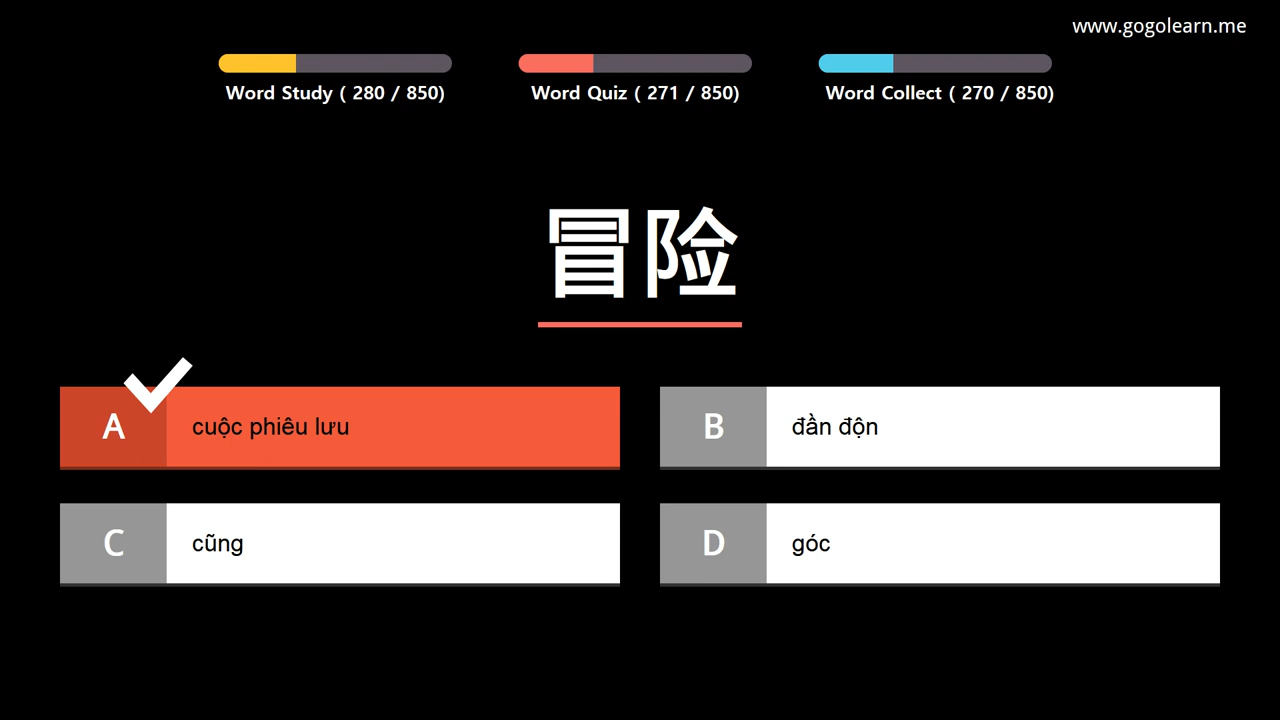 www.gogolearn.me
Word Study ( 280 / 850)
Word Quiz ( 271 / 850)
Word Collect ( 270 / 850)
冒险
A cuộc phiêu lưu
B đần độn
C cũng
D góc